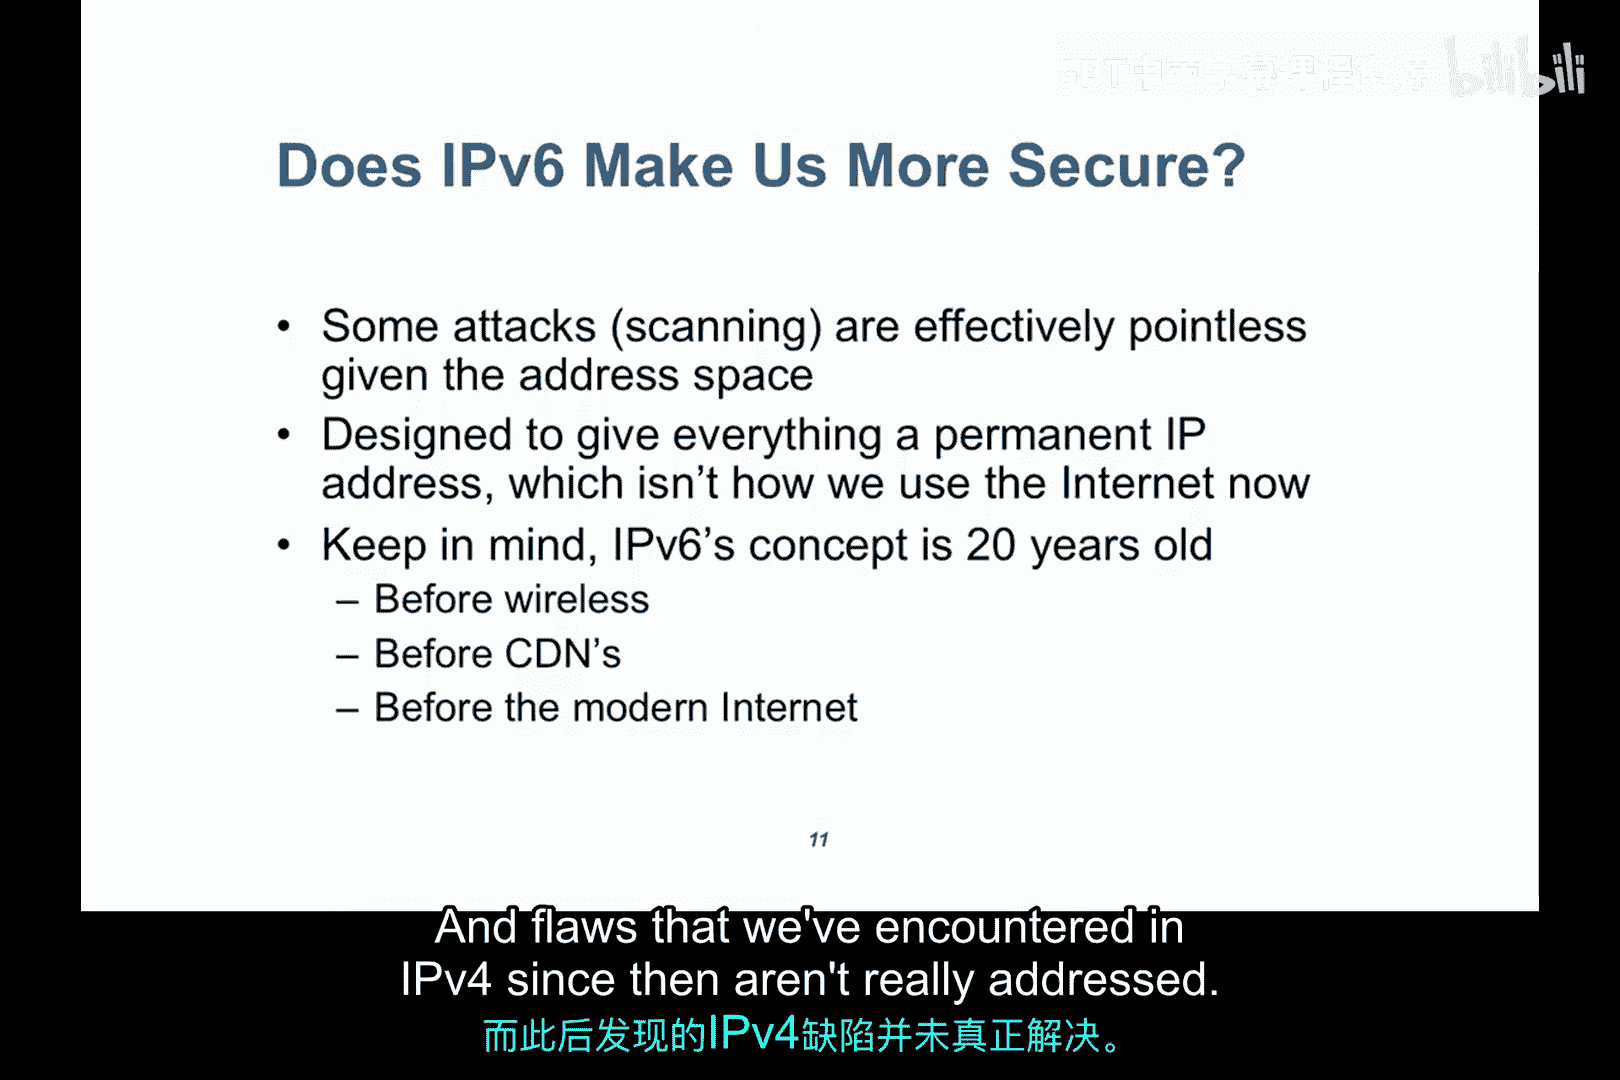 bilibili
Does IPv6 Make Us More Secure?
• Some attacks (scanning) are effectively pointless
given the address space
• Designed to give everything a permanent IP
address, which isn’t how we use the Internet now
• Keep in mind, IPv6’s concept is 20 years old
– Before wireless
– Before CDN’s
– Before the modern Internet
11
And flaws that we've encountered in
IPv4 since then aren't really addressed.
而此后发现的IPv4缺陷并未真正解决。